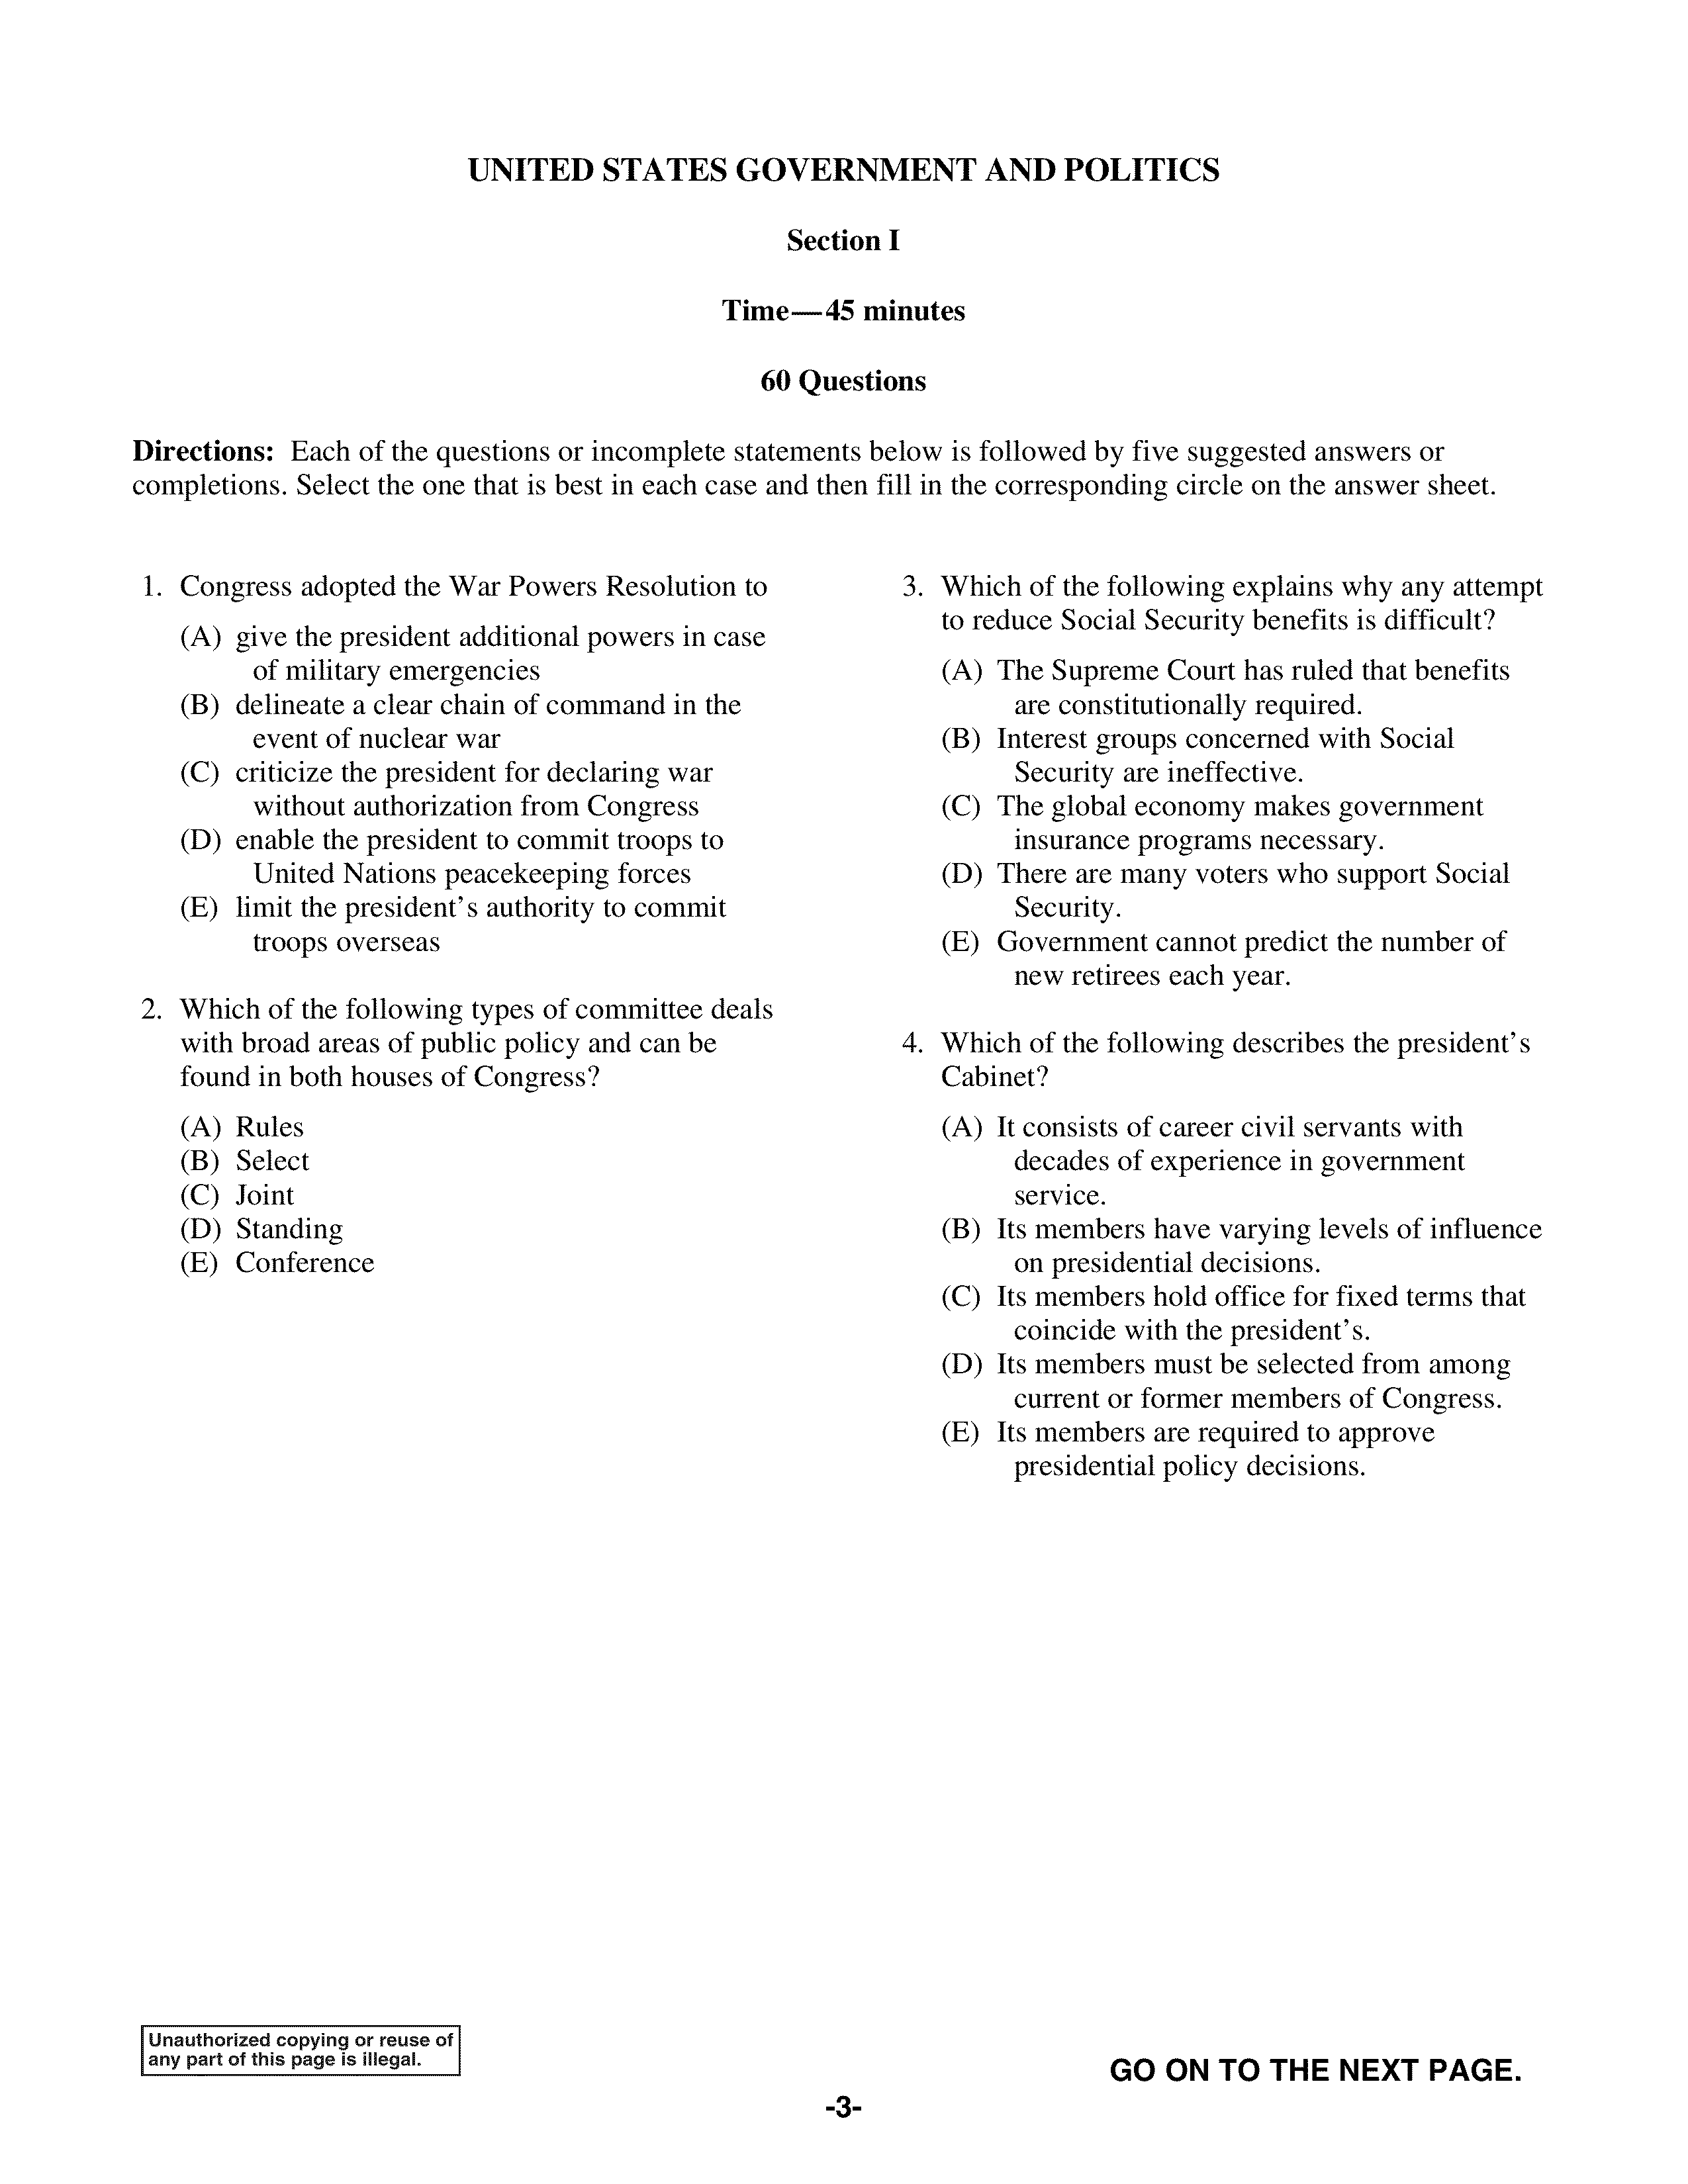 UNITED STATES GOVERNMENT AND POLITICS
Section I
Time—45 minutes
60 Questions
Directions: Each of the questions or incomplete statements below is followed by five suggested answers or
completions. Select the one that is best in each case and then fill in the corresponding circle on the answer sheet.
1. Congress adopted the War Powers Resolution to
(A) give the president additional powers in case
of military emergencies
(B) delineate a clear chain of command in the
event of nuclear war
(C) criticize the president for declaring war
without authorization from Congress
(D) enable the president to commit troops to
United Nations peacekeeping forces
(E) limit the president's authority to commit
troops overseas
2. Which of the following types of committee deals
with broad areas of public policy and can be
found in both houses of Congress?
(A) Rules
(B) Select
(C) Joint
(D) Standing
(E) Conference
3. Which of the following explains why any attempt
to reduce Social Security benefits is difficult?
(A) The Supreme Court has ruled that benefits
are constitutionally required.
(B) Interest groups concerned with Social
Security are ineffective.
(C) The global economy makes government
insurance programs necessary.
(D) There are many voters who support Social
Security.
(E) Government cannot predict the number of
new retirees each year.
4. Which of the following describes the president's
Cabinet?
(A) It consists of career civil servants with
decades of experience in government
service.
(B) Its members have varying levels of influence
on presidential decisions.
(C) Its members hold office for fixed terms that
coincide with the president's.
(D) Its members must be selected from among
current or former members of Congress.
(E) Its members are required to approve
presidential policy decisions.
Unauthorized copying or reuse of
any part of this page is illegal.
GO ON TO THE NEXT PAGE.
-3-